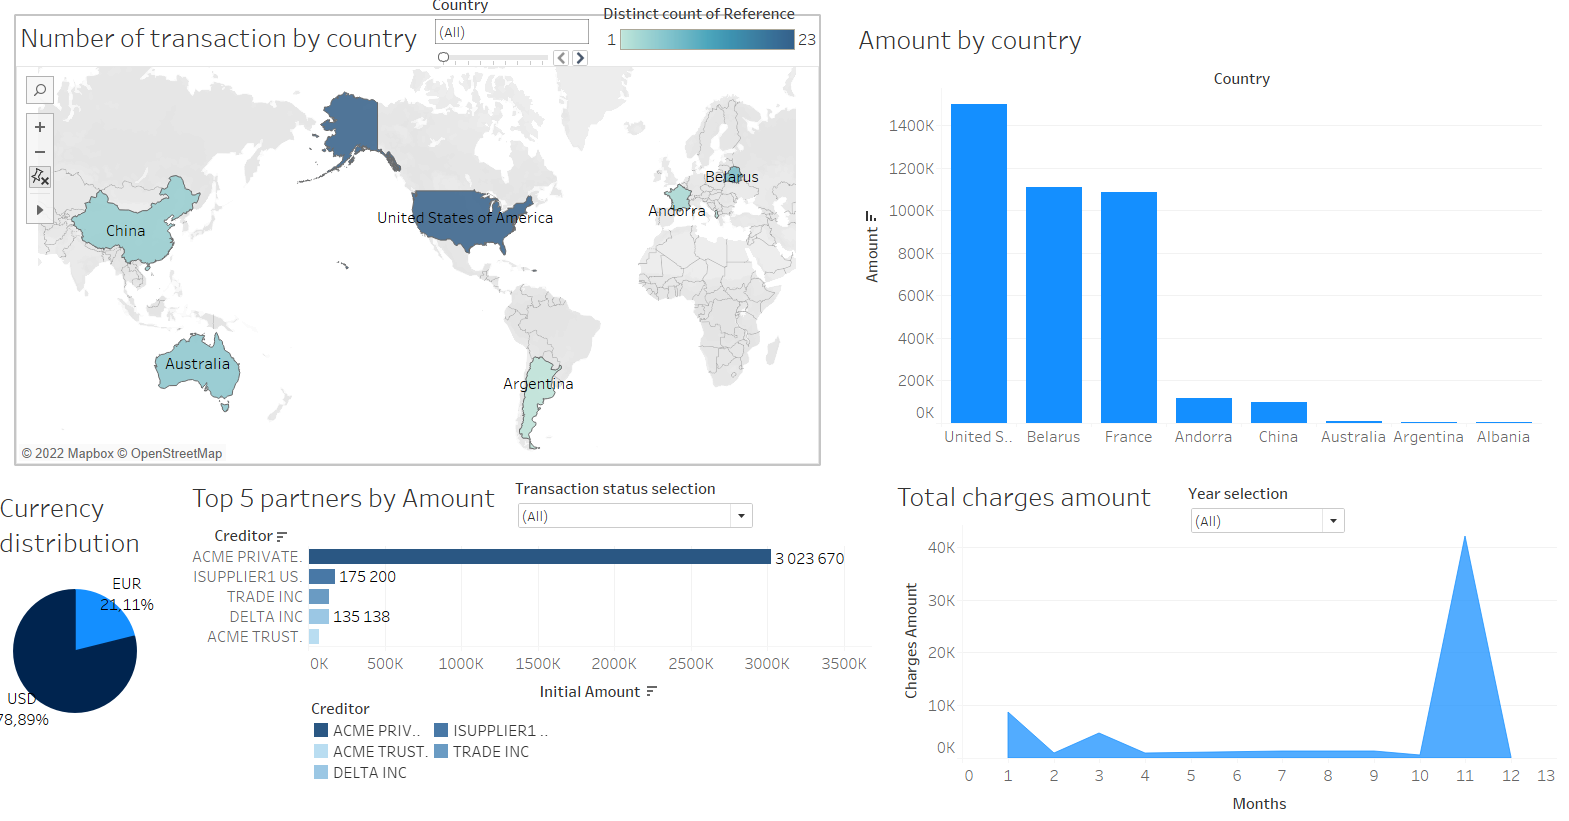 Country
Number of transaction by country
(All)
Distinct count of Reference
1
23
China
United States of America
Belarus
Andorra
Australia
Argentina
© 2022 Mapbox © OpenStreetMap
Amount by country
Country
Amount
1400K
1200K
1000K
800K
600K
400K
200K
0K
United S..
Belarus
France
Andorra
China
Australia
Argentina
Albania
Currency
distribution
EUR
21,11%
USD
78,89%
Top 5 partners by Amount
Transaction status selection
(All)
Creditor
ACME PRIVATE.
3 023 670
ISUPPLIER1 US.
175 200
TRADE INC
DELTA INC
135 138
ACME TRUST.
0K
500K
1000K
1500K
2000K
2500K
3000K
3500K
Initial Amount
Creditor
ACME PRIV..
ISUPPLIER1 ..
ACME TRUST.
TRADE INC
DELTA INC
Total charges amount
Year selection
(All)
Charges Amount
40K
30K
20K
10K
0K
0
1
2
3
4
5
6
7
8
9
10
11
12
13
Months